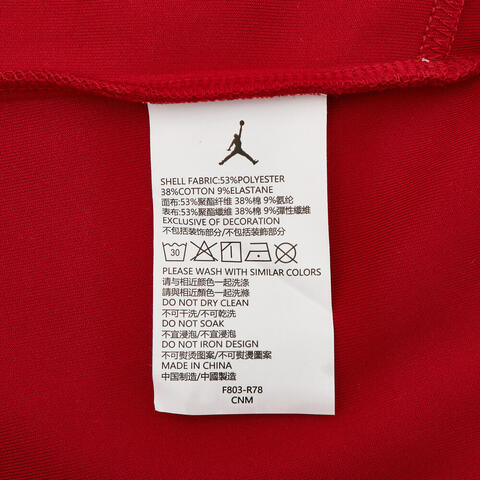 SHELL FABRIC:53%POLYESTER
38%COTTON 9%ELASTANE
面布:53%聚酯纤维 38%棉 9%氨纶
表布:53%聚酯纖維 38%棉 9%彈性纖維
EXCLUSIVE OF DECORATION
不包括装饰部分/不包括裝飾部分
30
PLEASE WASH WITH SIMILAR COLORS
请与相近颜色一起洗涤
請與相近顏色一起洗滌
DO NOT DRY CLEAN
不可干洗/不可乾洗
DO NOT SOAK
不宜浸泡/不宜浸泡
DO NOT IRON DESIGN
不可熨烫图案/不可熨燙圖案
MADE IN CHINA
中国制造/中國製造
F803-R78
CNM